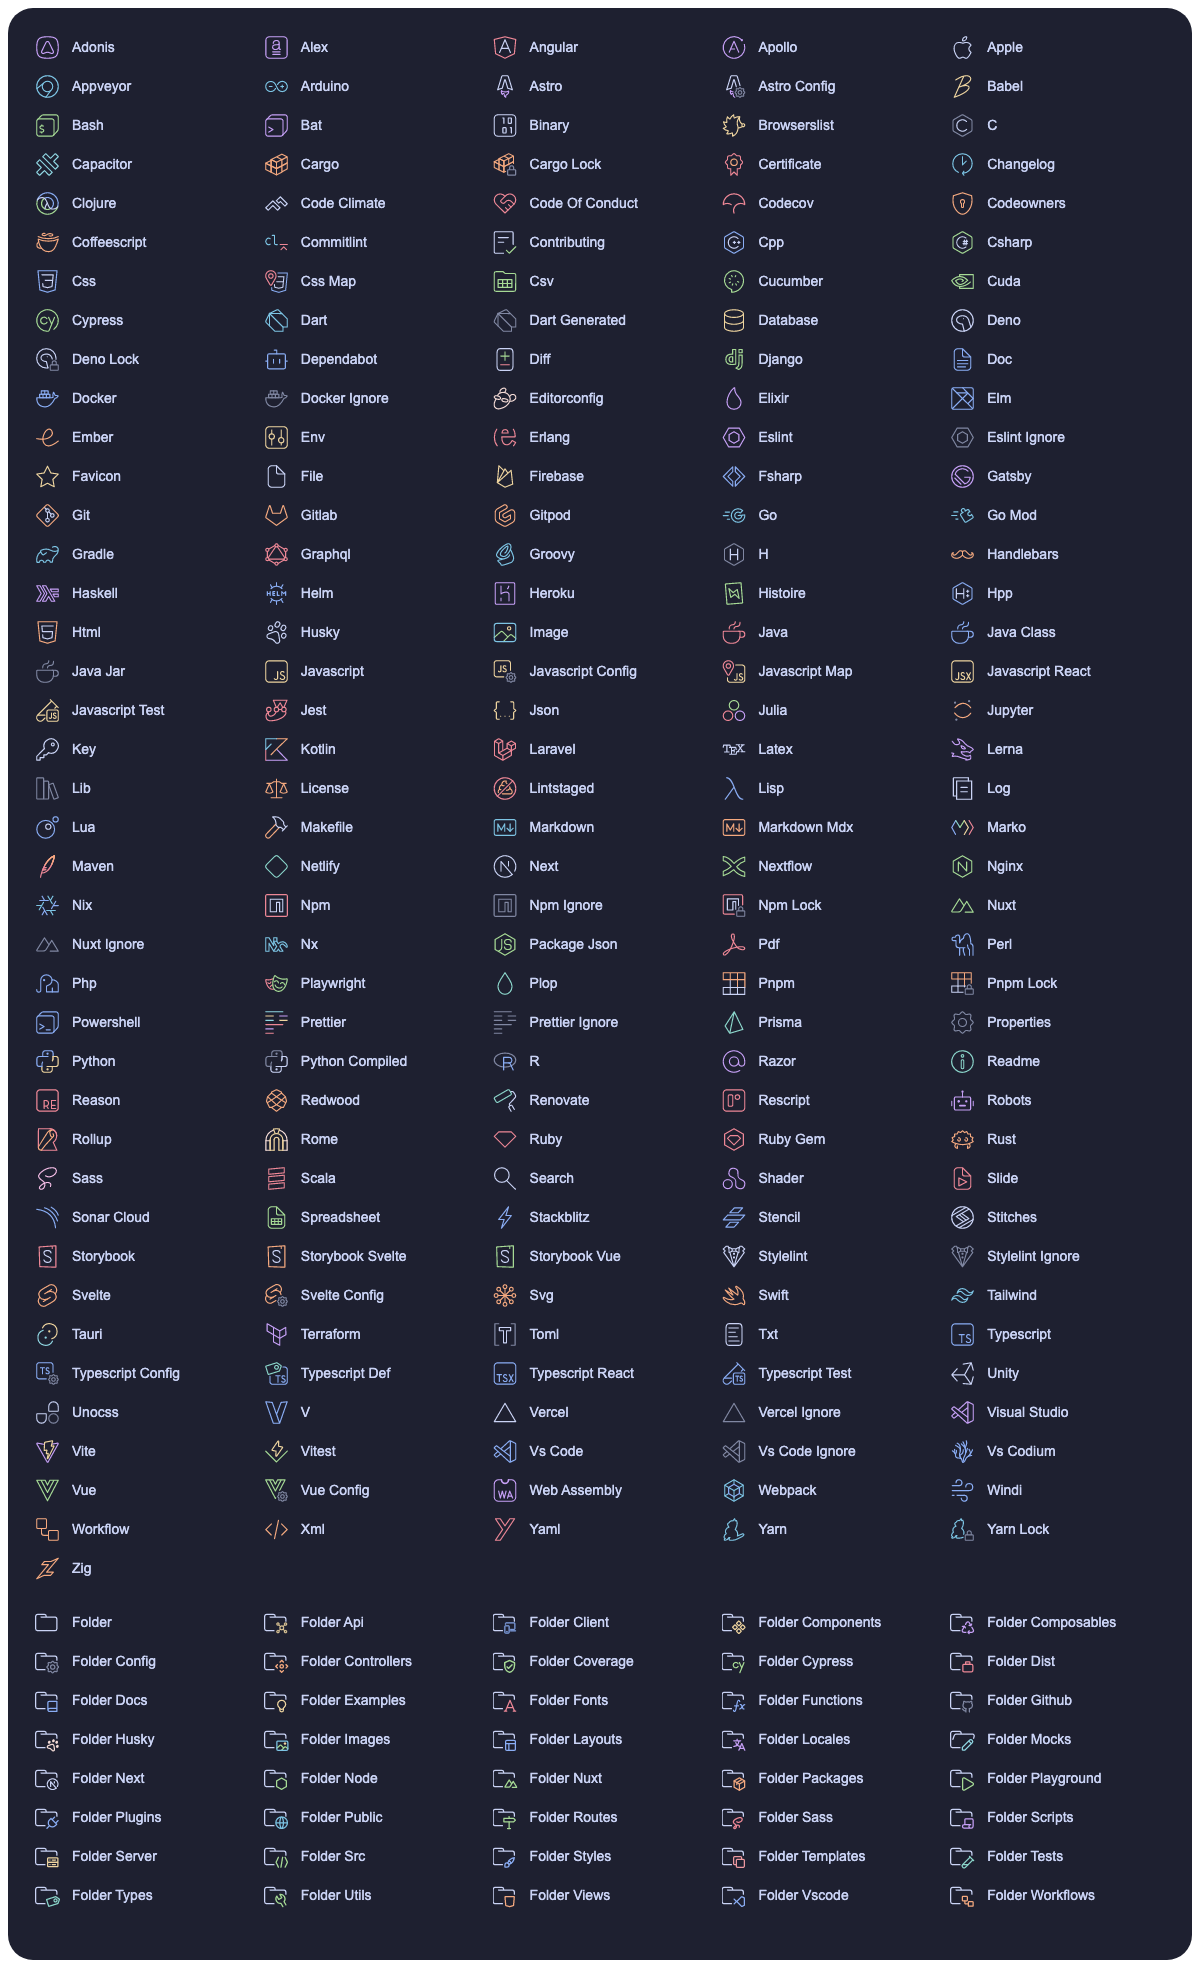 Adonis Alex Angular Apollo Apple
Appveyor Arduino Astro Astro Config Babel
Bash Bat Binary Browserslist C
Capacitor Cargo Cargo Lock Certificate Changelog
Clojure Code Climate Code Of Conduct Codecov Codeowners
Coffeescript Commitlint Contributing Cpp Csharp
Css Css Map Csv Cucumber Cuda
Cypress Dart Dart Generated Database Deno
Deno Lock Dependabot Diff Django Doc
Docker Docker Ignore Editorconfig Elixir Elm
Ember Env Erlang Eslint Eslint Ignore
Favicon File Firebase Fsharp Gatsby
Git Gitlab Gitpod Go Go Mod
Gradle Graphql Groovy H Handlebars
Haskell Helm Heroku Histoire Hpp
Html Husky Image Java Java Class
Java Jar Javascript Javascript Config Javascript Map Javascript React
Javascript Test Jest Json Julia Jupyter
Key Kotlin Laravel Latex Lerna
Lib License Lintstaged Lisp Log
Lua Makefile Markdown Markdown Mdx Marko
Maven Netlify Next Nextflow Nginx
Nix Npm Npm Ignore Npm Lock Nuxt
Nuxt Ignore Nx Package Json Pdf Perl
Php Playwright Plop Pnpm Pnpm Lock
Powershell Prettier Prettier Ignore Prisma Properties
Python Python Compiled R Razor Readme
Reason Redwood Renovate Rescript Robots
Rollup Rome Ruby Ruby Gem Rust
Sass Scala Search Shader Slide
Sonar Cloud Spreadsheet Stackblitz Stencil Stitches
Storybook Storybook Svelte Storybook Vue Stylelint Stylelint Ignore
Svelte Svelte Config Svg Swift Tailwind
Tauri Terraform Toml Txt Typescript
Typescript Config Typescript Def Typescript React Typescript Test Unity
Unocss V Vercel Vercel Ignore Visual Studio
Vite Vitest Vs Code Vs Code Ignore Vs Codium
Vue Vue Config Web Assembly Webpack Windi
Workflow Xml Yaml Yarn Yarn Lock
Zig
Folder Folder Api Folder Client Folder Components Folder Composables
Folder Config Folder Controllers Folder Coverage Folder Cypress Folder Dist
Folder Docs Folder Examples Folder Fonts Folder Functions Folder Github
Folder Husky Folder Images Folder Layouts Folder Locales Folder Mocks
Folder Next Folder Node Folder Nuxt Folder Packages Folder Playground
Folder Plugins Folder Public Folder Routes Folder Sass Folder Scripts
Folder Server Folder Src Folder Styles Folder Templates Folder Tests
Folder Types Folder Utils Folder Views Folder Vscode Folder Workflows